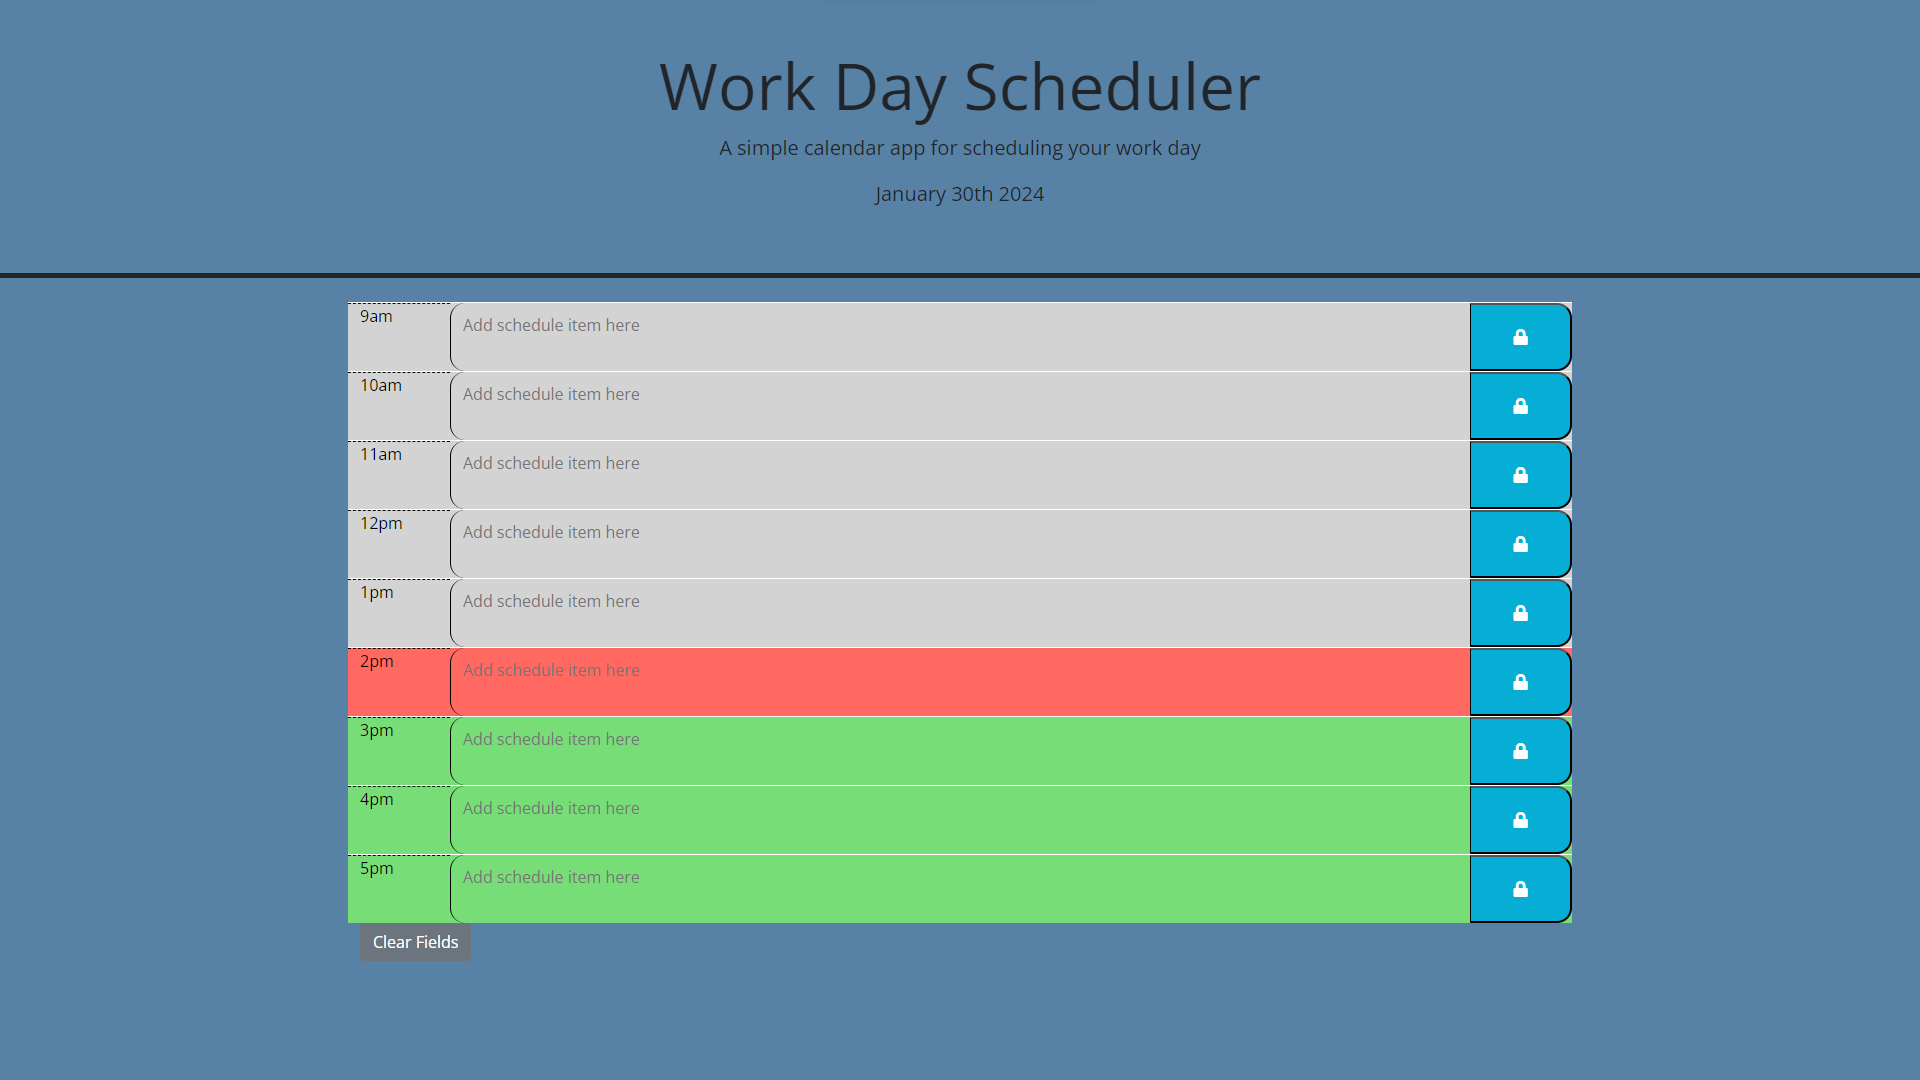 Work Day Scheduler
A simple calendar app for scheduling your work day
January 30th 2024
9am
Add schedule item here
10am
Add schedule item here
11am
Add schedule item here
12pm
Add schedule item here
1pm
Add schedule item here
2pm
Add schedule item here
3pm
Add schedule item here
4pm
Add schedule item here
5pm
Add schedule item here
Clear Fields